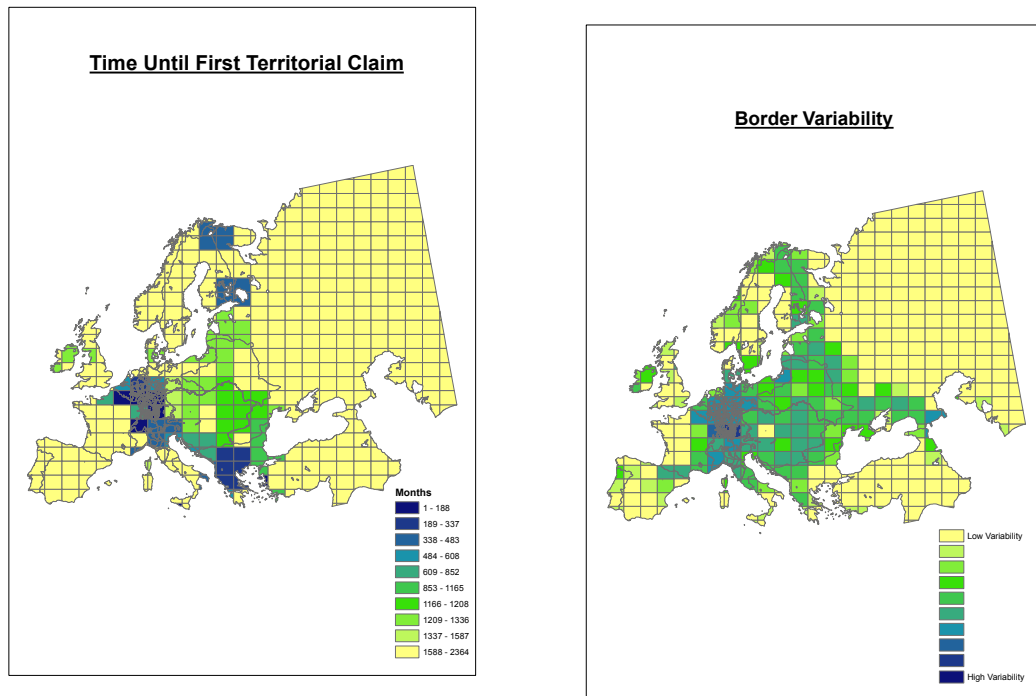 Time Until First Territorial Claim
Months
1 - 188
189 - 337
338 - 483
484 - 608
609 - 852
853 - 1165
1166 - 1208
1209 - 1336
1337 - 1587
1588 - 2364
Border Variability
Low Variability
High Variability